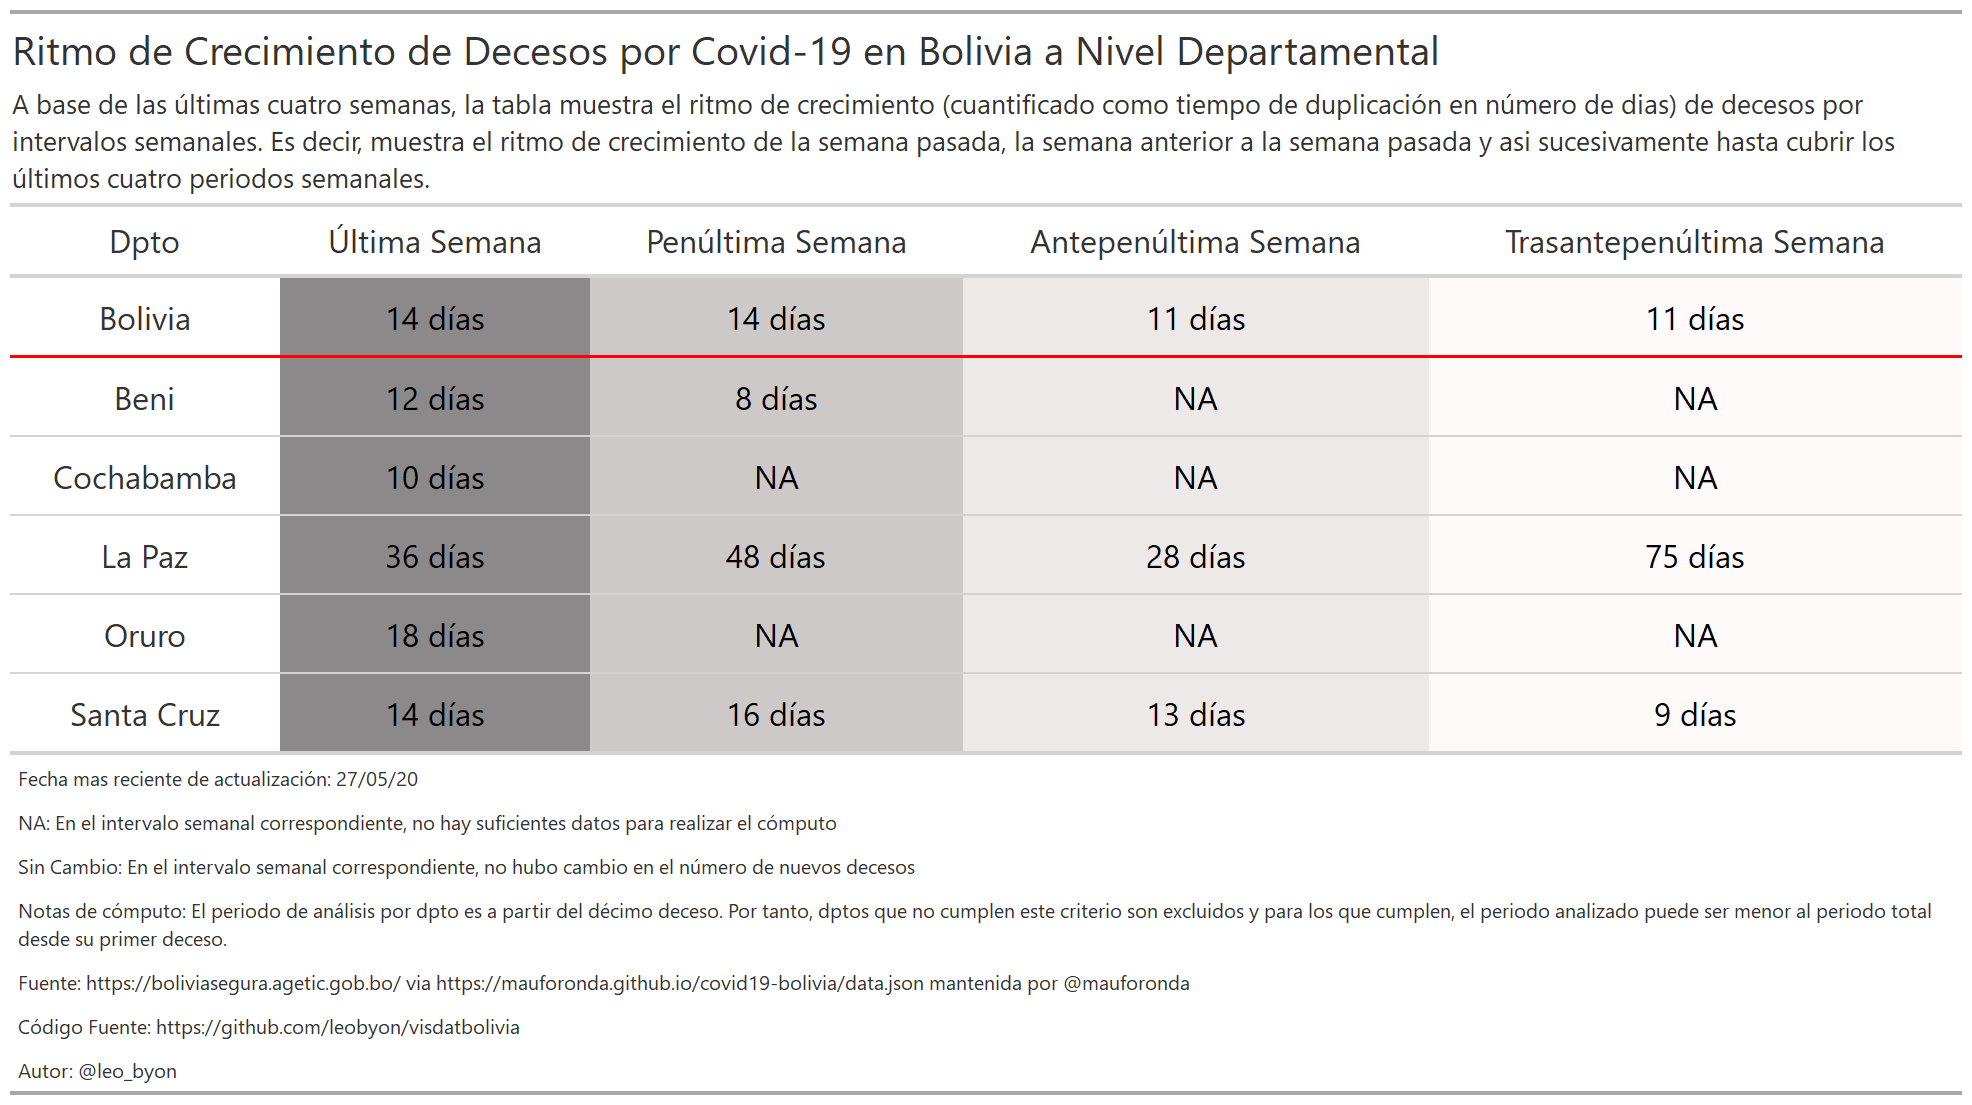 Ritmo de Crecimiento de Decesos por Covid-19 en Bolivia a Nivel Departamental
A base de las últimas cuatro semanas, la tabla muestra el ritmo de crecimiento (cuantificado como tiempo de duplicación en número de dias) de decesos por
intervalos semanales. Es decir, muestra el ritmo de crecimiento de la semana pasada, la semana anterior a la semana pasada y asi sucesivamente hasta cubrir los
últimos cuatro periodos semanales.
Dpto Última Semana Penúltima Semana Antepenúltima Semana Trasantepenúltima Semana
Bolivia 14 días 14 días 11 días 11 días
Beni 12 días 8 días NA NA
Cochabamba 10 días NA NA NA
La Paz 36 días 48 días 28 días 75 días
Oruro 18 días NA NA NA
Santa Cruz 14 días 16 días 13 días 9 días
Fecha mas reciente de actualización: 27/05/20
NA: En el intervalo semanal correspondiente, no hay suficientes datos para realizar el cómputo
Sin Cambio: En el intervalo semanal correspondiente, no hubo cambio en el número de nuevos decesos
Notas de cómputo: El periodo de análisis por dpto es a partir del décimo deceso. Por tanto, dptos que no cumplen este criterio son excluidos y para los que cumplen, el periodo analizado puede ser menor al periodo total
desde su primer deceso.
Fuente: https://boliviasegura.agetic.gob.bo/ via https://mauforonda.github.io/covid19-bolivia/data.json mantenida por @mauforonda
Código Fuente: https://github.com/leobyon/visdatbolivia
Autor: @leo_byon